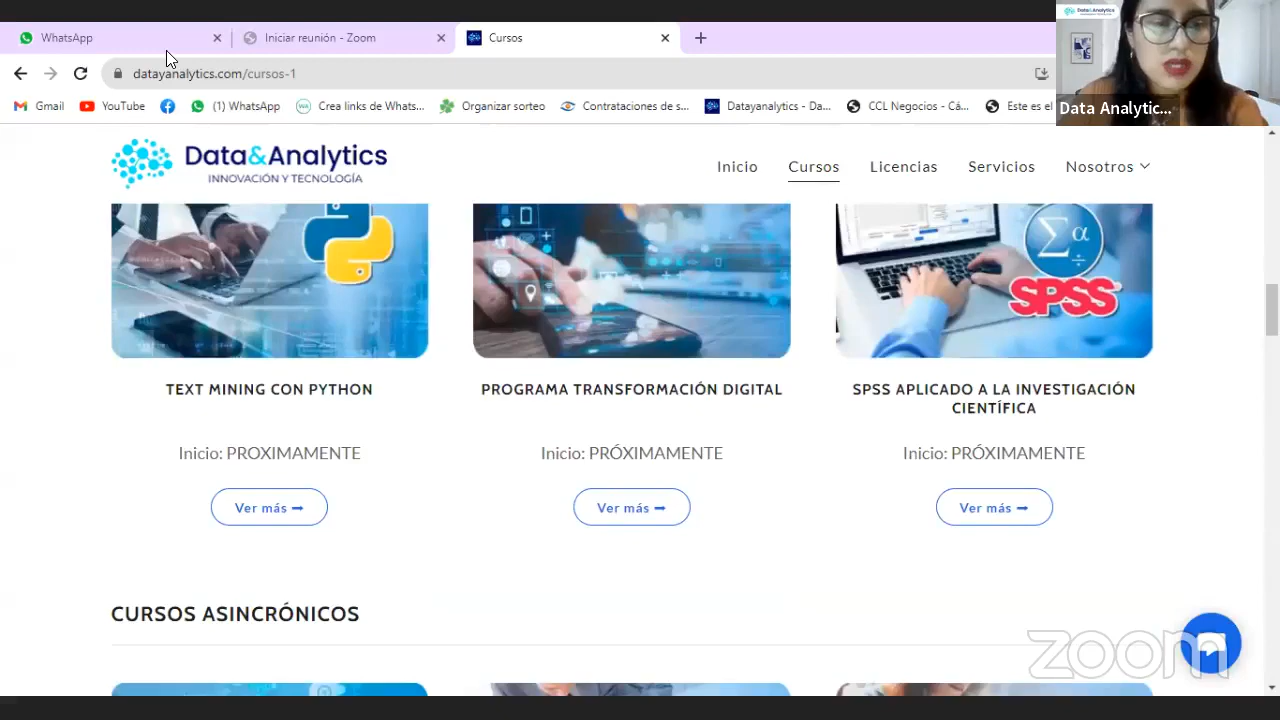 WhatsApp
Iniciar reunión - Zoom
Cursos
datayanalytics.com/cursos-1
Gmail
YouTube
(1) WhatsApp
Crea links de Whats...
Organizar sorteo
Contrataciones de s...
Datayanalytics - Da...
CCL Negocios - Cá...
Este es el
Data&Analytics
Data Analytic...
Data&Analytics
INNOVACIÓN Y TECNOLOGÍA
Inicio
Cursos
Licencias
Servicios
Nosotros
Σα
÷
SPSS
TEXT MINING CON PYTHON
PROGRAMA TRANSFORMACIÓN DIGITAL
SPSS APLICADO A LA INVESTIGACIÓN
CIENTÍFICA
Inicio: PROXIMAMENTE
Inicio: PRÓXIMAMENTE
Inicio: PRÓXIMAMENTE
Ver más ➡
Ver más ➡
Ver más ➡
CURSOS ASINCRÓNICOS
zoom